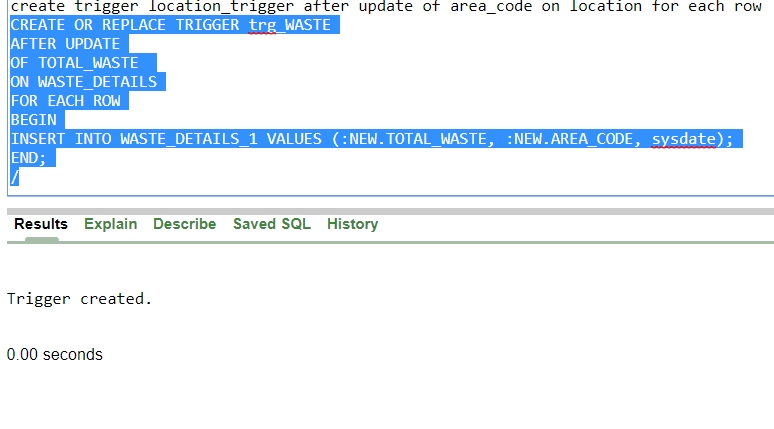 create trigger location_trigger after update of area_code on location for each row
CREATE OR REPLACE TRIGGER trg_WASTE
AFTER UPDATE
OF TOTAL_WASTE
ON WASTE_DETAILS
FOR EACH ROW
BEGIN
INSERT INTO WASTE_DETAILS_1 VALUES (:NEW.TOTAL_WASTE, :NEW.AREA_CODE, sysdate);
END;
/
Results Explain Describe Saved SQL History
Trigger created.
0.00 seconds